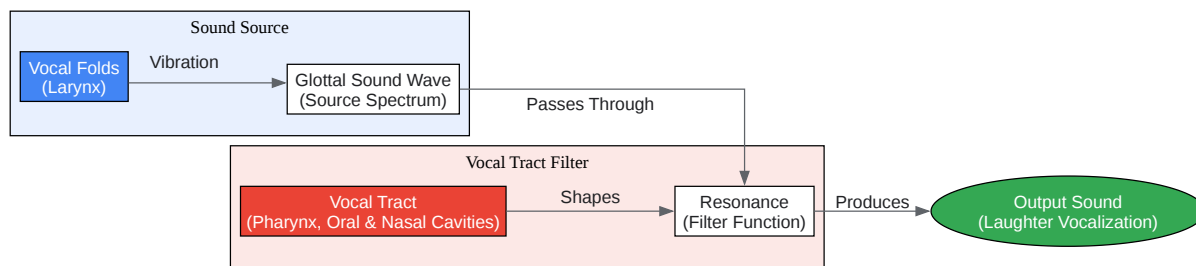 Sound Source
Vocal Folds
(Larynx)
Vibration
Glottal Sound Wave
(Source Spectrum)
Passes Through
Vocal Tract Filter
Vocal Tract
(Pharynx, Oral & Nasal Cavities)
Shapes
Resonance
(Filter Function)
Produces
Output Sound
(Laughter Vocalization)